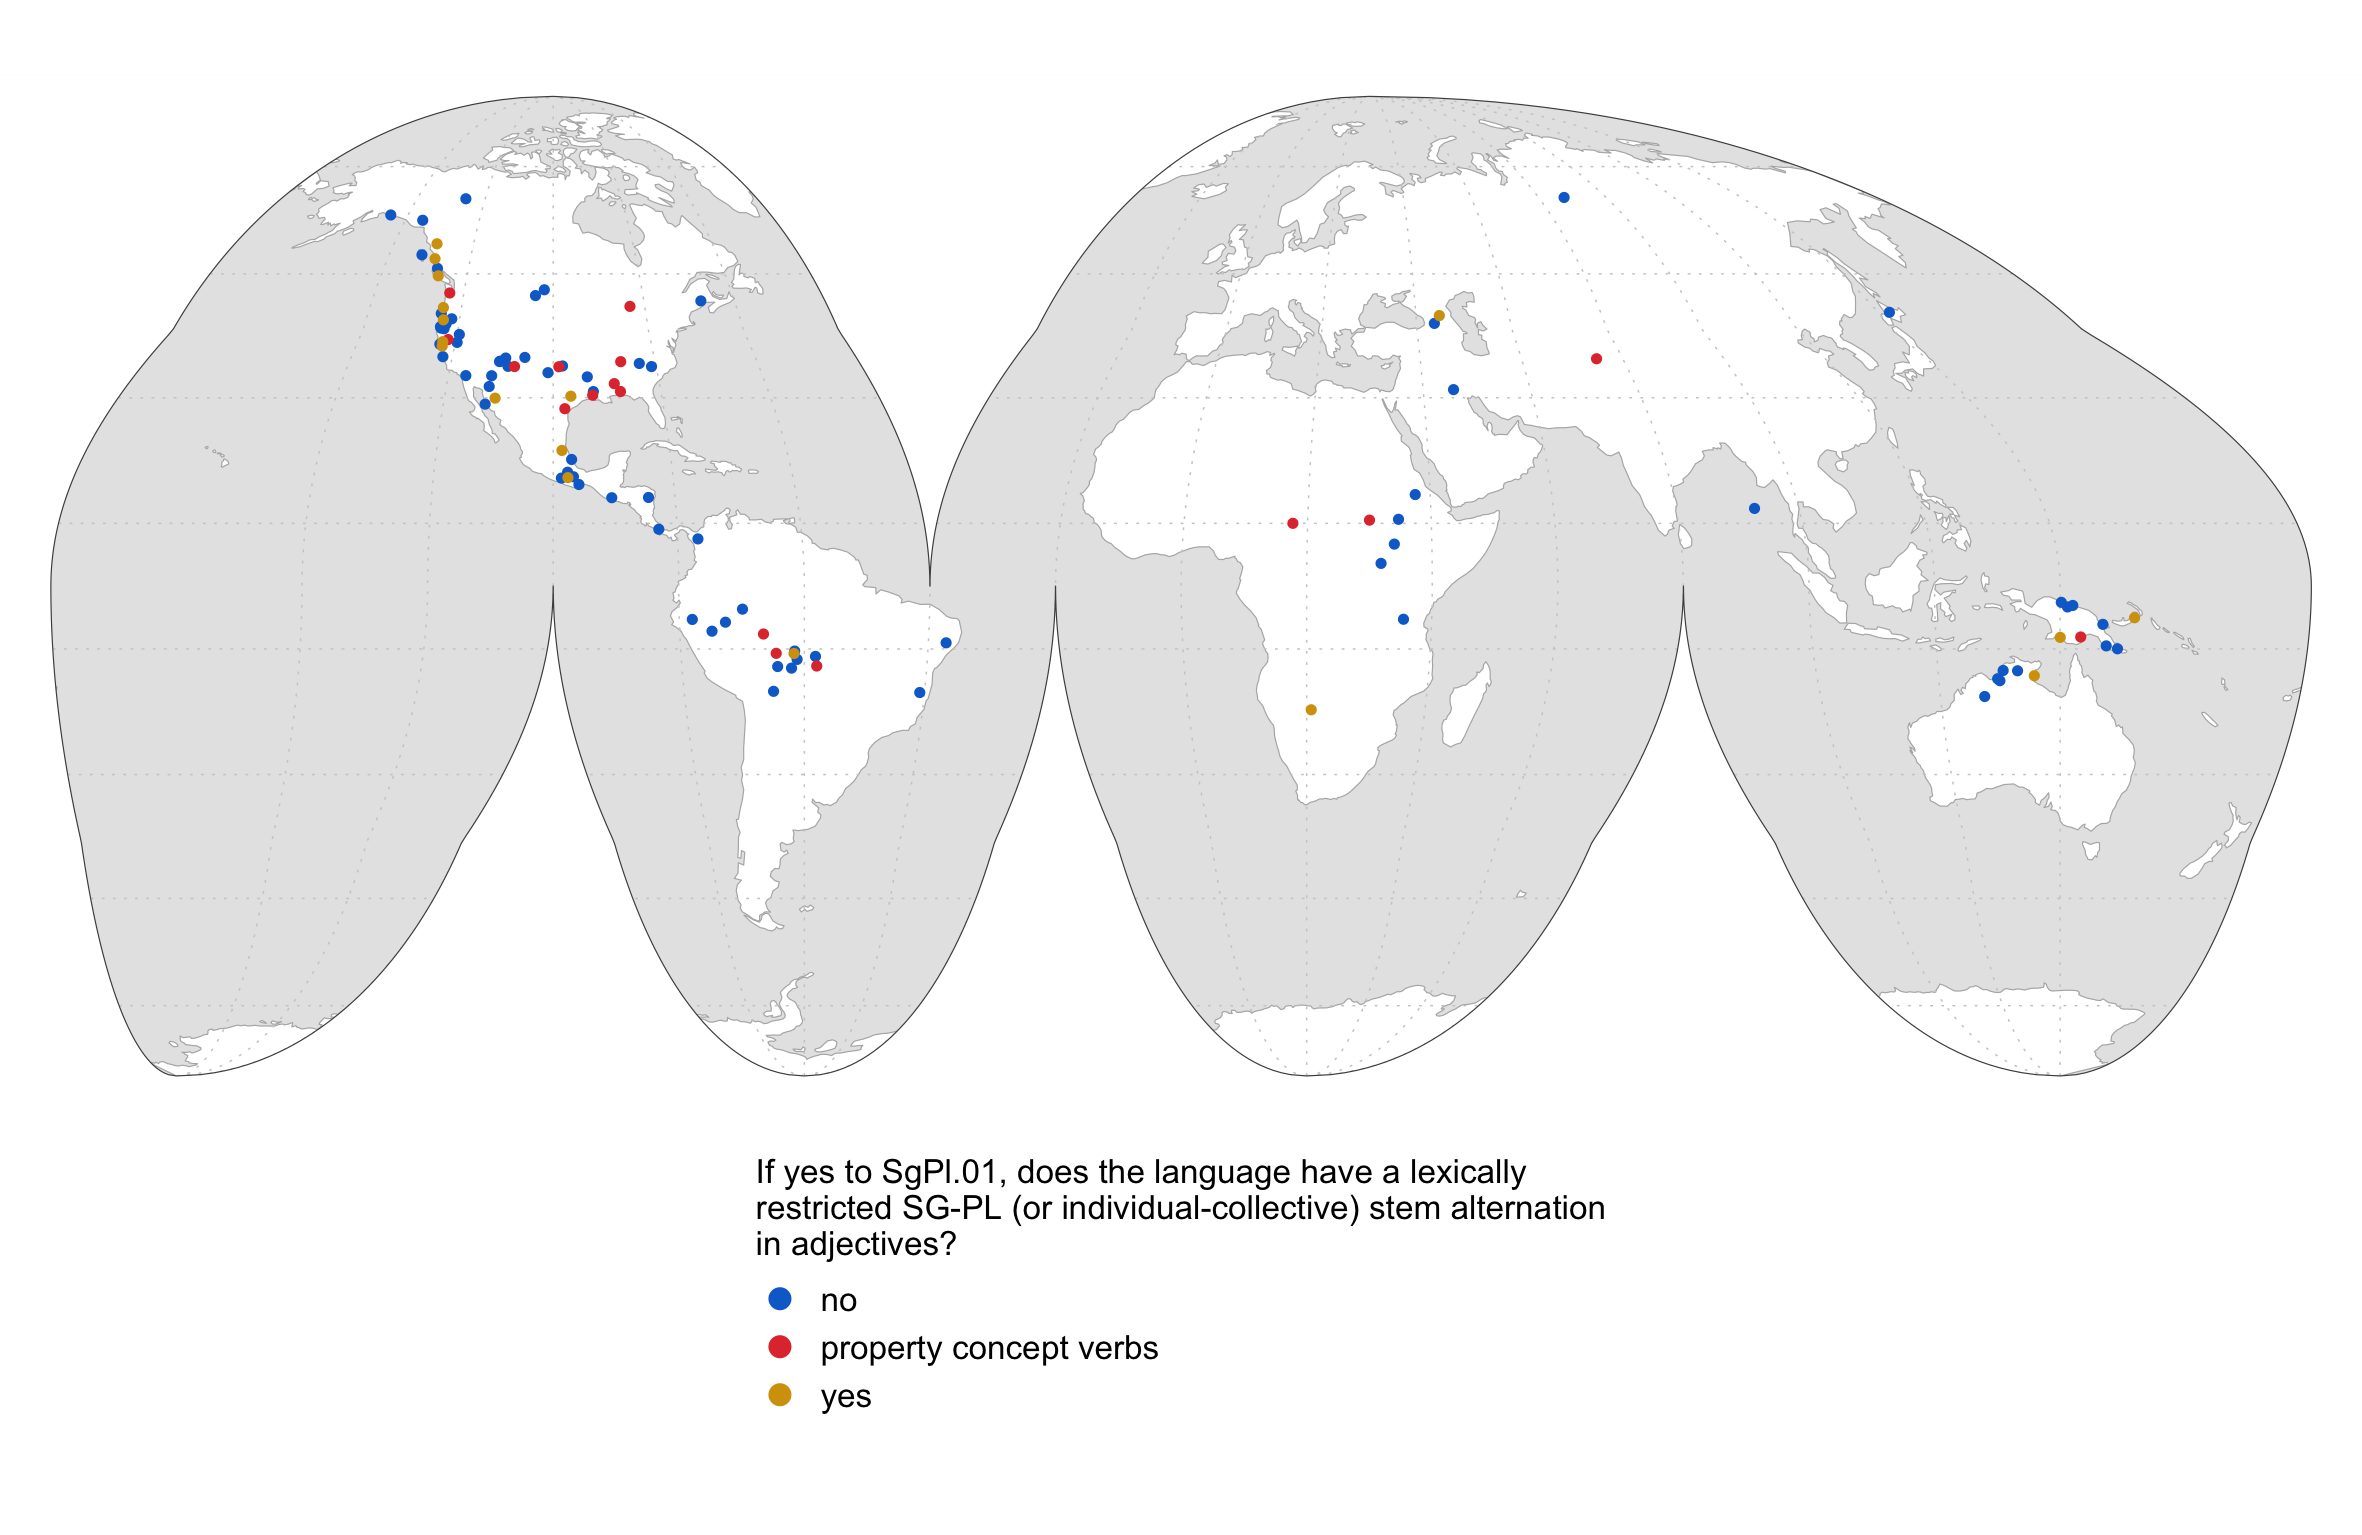 If yes to SgPl.01, does the language have a lexically
restricted SG-PL (or individual-collective) stem alternation
in adjectives?
no
property concept verbs
yes